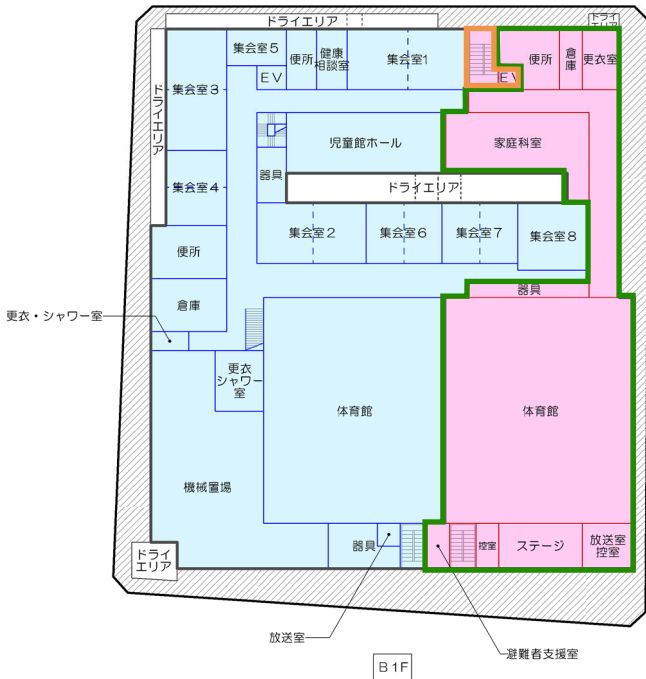 ドライエリア
ドライ
エリア
集会室5
便所
健康
相談室
集会室1
便所
倉
庫
更衣室
EV
EV
ドライエリア
集会室3
児童館ホール
家庭科室
器具
集会室4
ドライエリア
集会室2
集会室6
集会室7
集会室8
便所
器具
倉庫
更衣・シャワー室
更衣
シャワー
室
体育館
体育館
機械置場
器具
控室
ステージ
放送室
控室
ドライ
エリア
放送室
避難者支援室
B1F